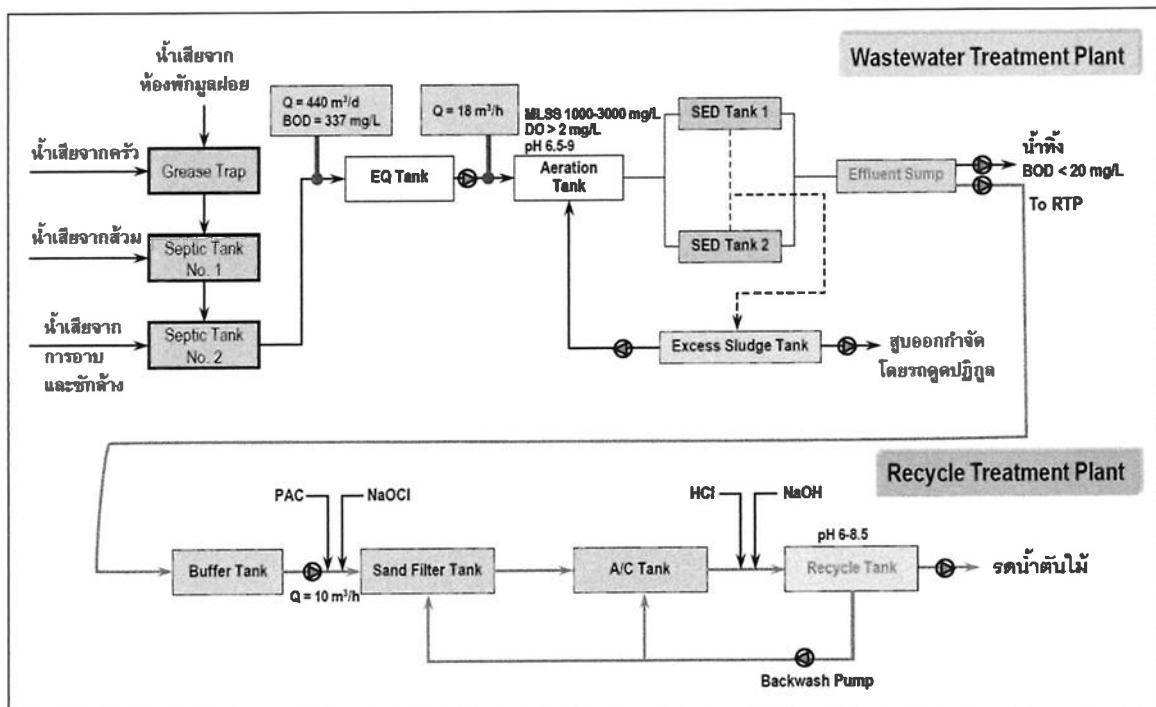 Wastewater Treatment Plant
น้ำเสียจาก
ห้องพักมูลฝอย
น้ำเสียจากครัว
Grease Trap
น้ำเสียจากส้วม
Septic Tank
No. 1
น้ำเสียจาก
การอาบ
และซักล้าง
Septic Tank
No. 2
Q = 440 m³/d
BOD = 337 mg/L
EQ Tank
Q = 18 m³/h
MLSS 1000-3000 mg/L
DO > 2 mg/L
pH 6.5-9
Aeration
Tank
SED Tank 1
SED Tank 2
Effluent Sump
น้ำทิ้ง
BOD < 20 mg/L
To RTP
Excess Sludge Tank
สูบออกกำจัด
โดยรถดูดปฏิกูล
Recycle Treatment Plant
PAC
NaOCl
HCl
NaOH
pH 6-8.5
Buffer Tank
Q = 10 m³/h
Sand Filter Tank
A/C Tank
Recycle Tank
รดน้ำต้นไม้
Backwash Pump